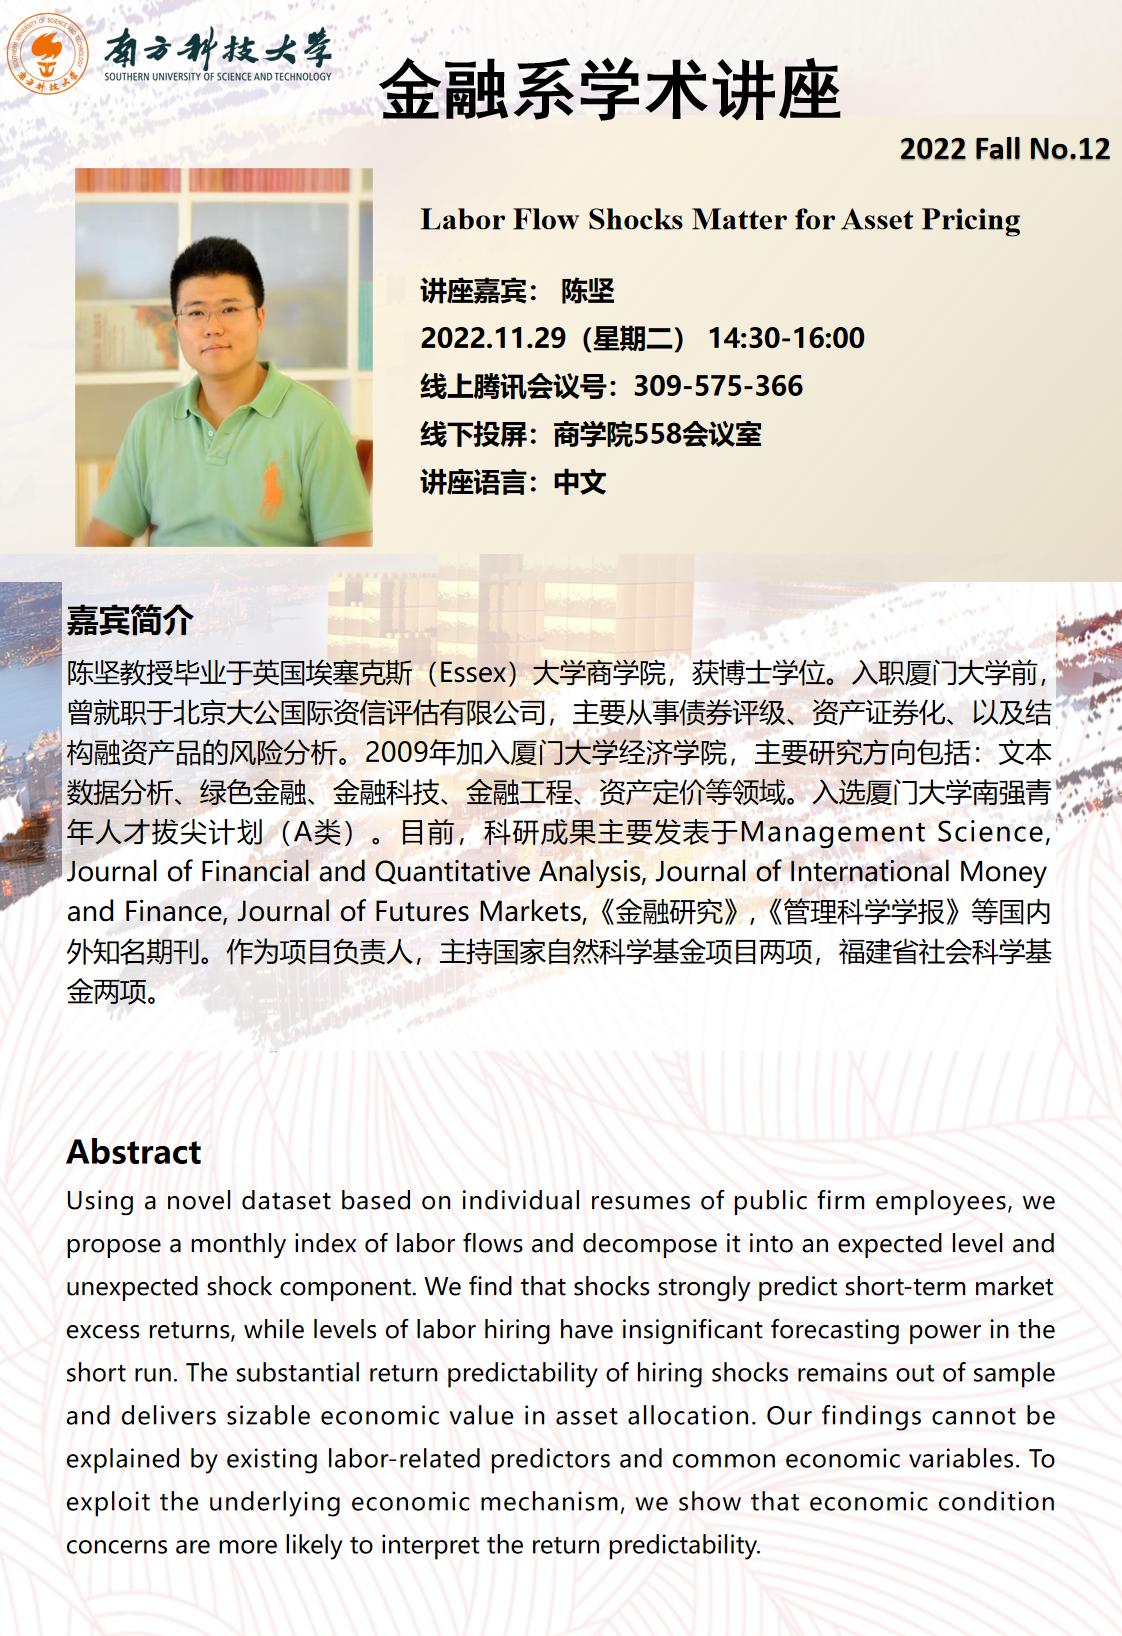 南方科技大学
SOUTHERN UNIVERSITY OF SCIENCE AND TECHNOLOGY
金融系学术讲座
2022 Fall No.12
Labor Flow Shocks Matter for Asset Pricing
讲座嘉宾： 陈坚
2022.11.29（星期二） 14:30-16:00
线上腾讯会议号：309-575-366
线下投屏：商学院558会议室
讲座语言：中文
嘉宾简介
陈坚教授毕业于英国埃塞克斯（Essex）大学商学院，获博士学位。入职厦门大学前，
曾就职于北京大公国际资信评估有限公司，主要从事债券评级、资产证券化、以及结
构融资产品的风险分析。2009年加入厦门大学经济学院，主要研究方向包括：文本
数据分析、绿色金融、金融科技、金融工程、资产定价等领域。入选厦门大学南强青
年人才拔尖计划（A类）。目前，科研成果主要发表于Management Science,
Journal of Financial and Quantitative Analysis, Journal of International Money
and Finance, Journal of Futures Markets,《金融研究》,《管理科学学报》等国内
外知名期刊。作为项目负责人，主持国家自然科学基金项目两项，福建省社会科学基
金两项。
Abstract
Using a novel dataset based on individual resumes of public firm employees, we
propose a monthly index of labor flows and decompose it into an expected level and
unexpected shock component. We find that shocks strongly predict short-term market
excess returns, while levels of labor hiring have insignificant forecasting power in the
short run. The substantial return predictability of hiring shocks remains out of sample
and delivers sizable economic value in asset allocation. Our findings cannot be
explained by existing labor-related predictors and common economic variables. To
exploit the underlying economic mechanism, we show that economic condition
concerns are more likely to interpret the return predictability.